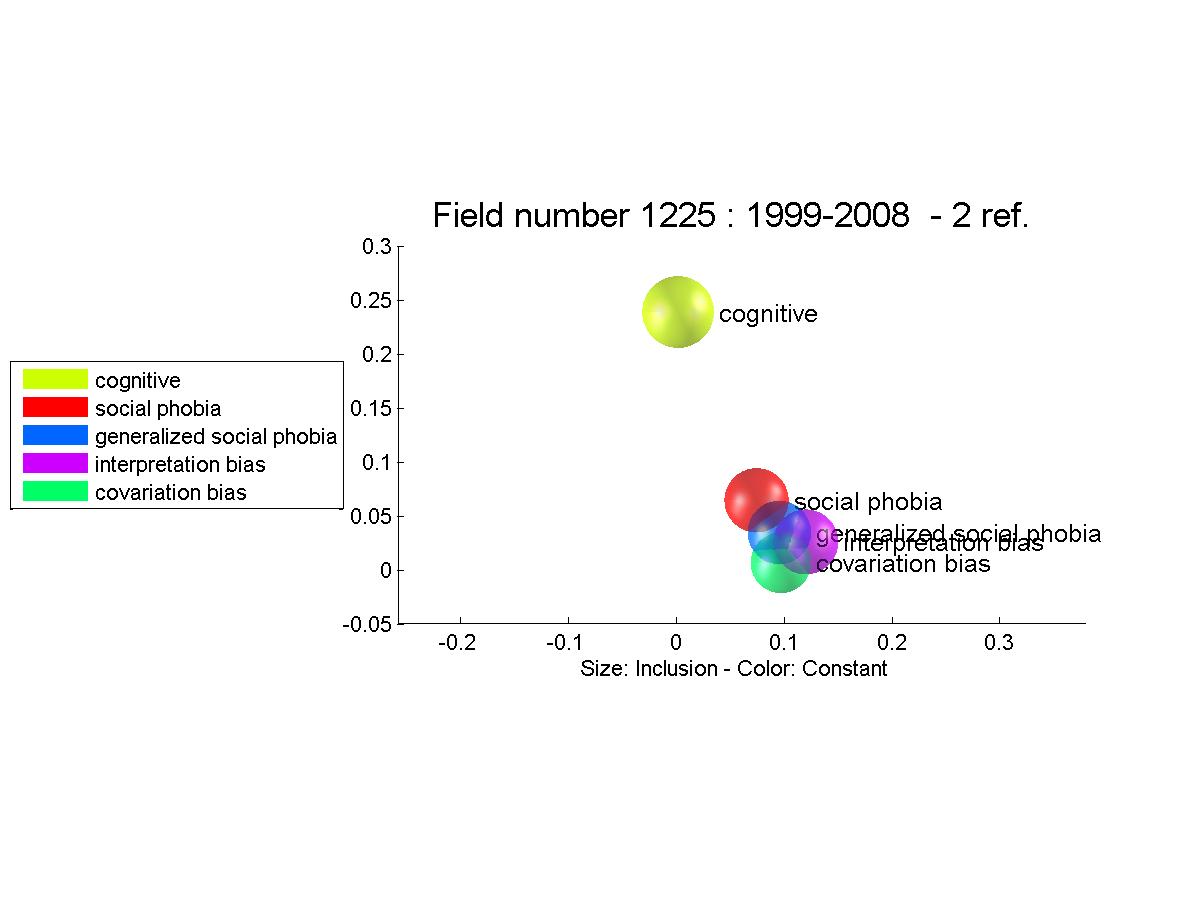 Field number 1225 : 1999-2008  - 2 ref.
0.3
0.25
0.2
0.15
0.1
0.05
0
-0.05
-0.2
-0.1
0
0.1
0.2
0.3
Size: Inclusion - Color: Constant
cognitive
social phobia
generalized social phobia
interpretation bias
covariation bias
cognitive
social phobia
generalized social phobia
interpretation bias
covariation bias